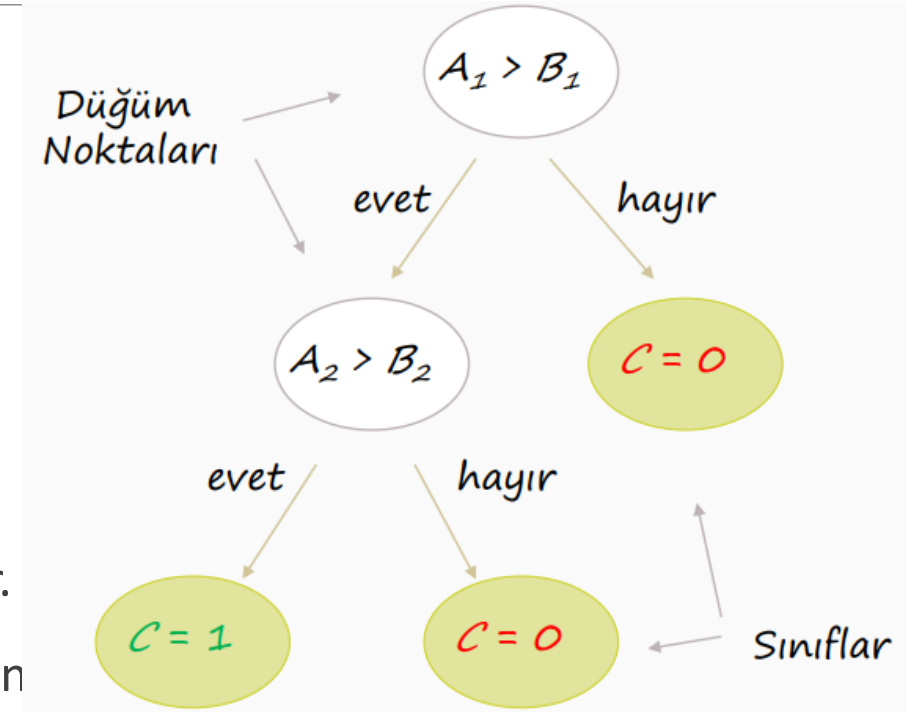 A₁ > B₁
Düğüm
Noktaları
evet
hayır
A₂ > B₂
C = 0
evet
hayır
r.
C = 1
C = 0
Sınıflar
n